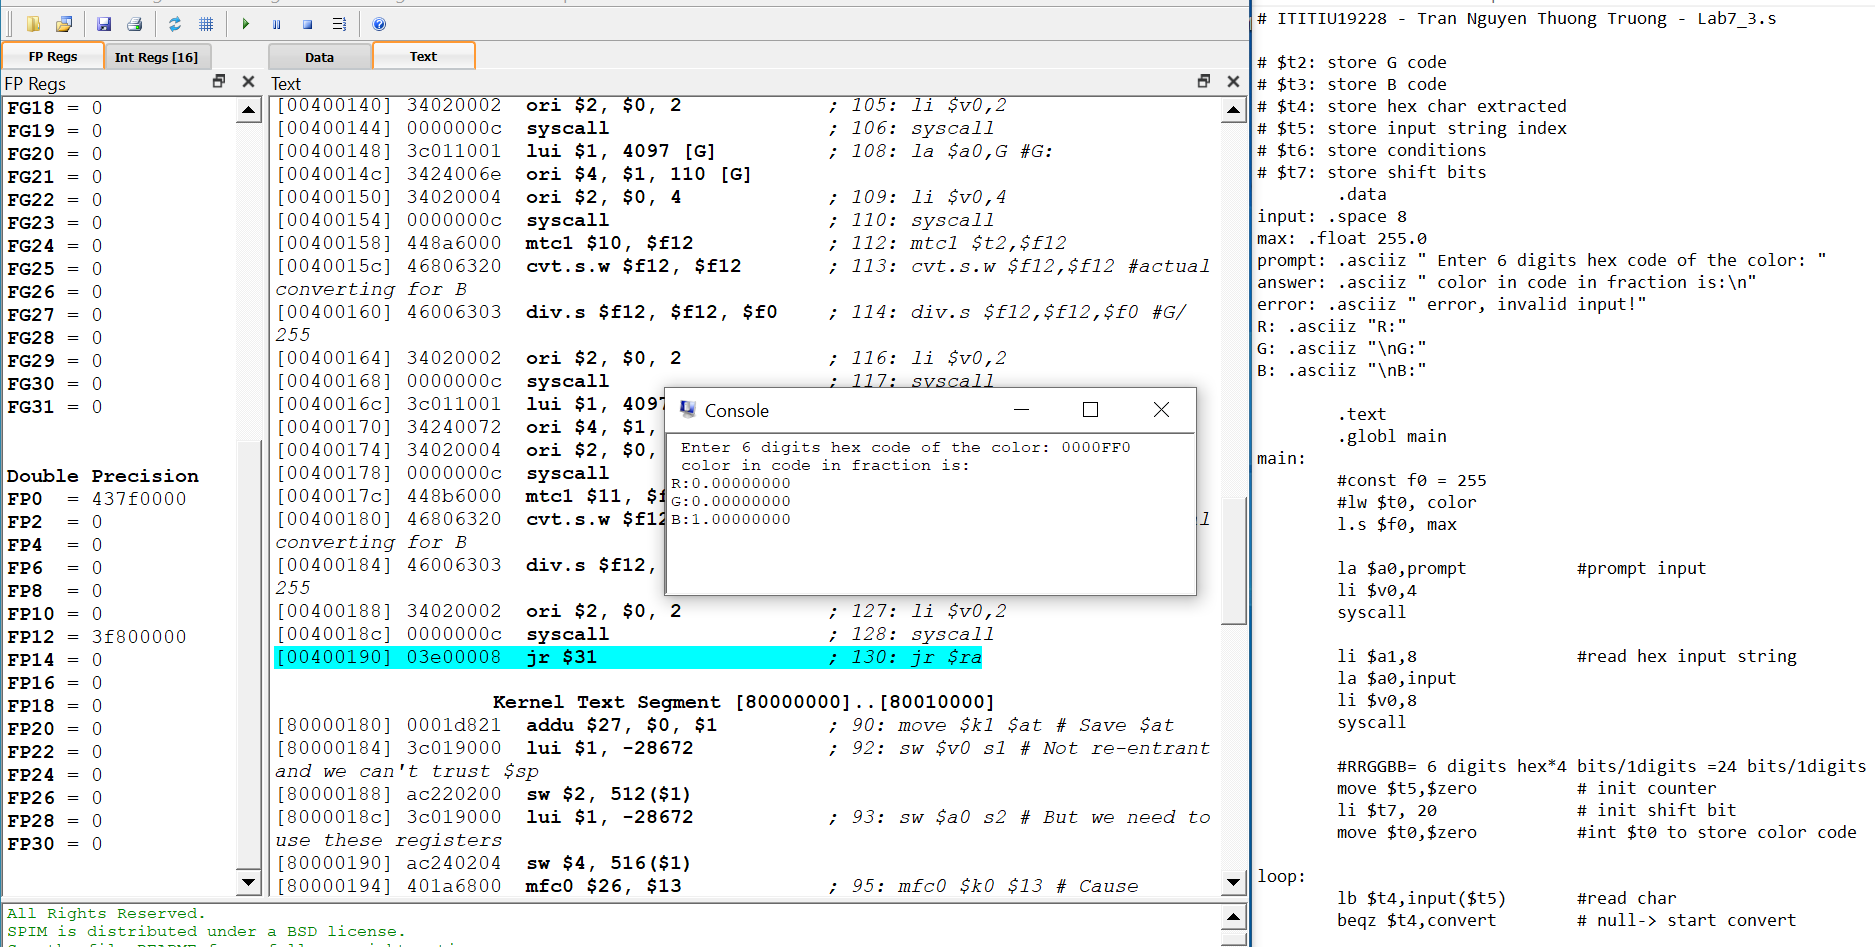 FP Regs
Int Regs [16]
Data
Text
FP Regs
FG18 = 0
FG19 = 0
FG20 = 0
FG21 = 0
FG22 = 0
FG23 = 0
FG24 = 0
FG25 = 0
FG26 = 0
FG27 = 0
FG28 = 0
FG29 = 0
FG30 = 0
FG31 = 0
Double Precision
FP0 = 437f0000
FP2 = 0
FP4 = 0
FP6 = 0
FP8 = 0
FP10 = 0
FP12 = 3f800000
FP14 = 0
FP16 = 0
FP18 = 0
FP20 = 0
FP22 = 0
FP24 = 0
FP26 = 0
FP28 = 0
FP30 = 0
Text
[00400140] 34020002 ori $2, $0, 2 ; 105: li $v0,2
[00400144] 0000000c syscall ; 106: syscall
[00400148] 3c011001 lui $1, 4097 [G] ; 108: la $a0,G #G:
[0040014c] 3424006e ori $4, $1, 110 [G]
[00400150] 34020004 ori $2, $0, 4 ; 109: li $v0,4
[00400154] 0000000c syscall ; 110: syscall
[00400158] 448a6000 mtc1 $10, $f12 ; 112: mtc1 $t2,$f12
[0040015c] 46806320 cvt.s.w $f12, $f12 ; 113: cvt.s.w $f12,$f12 #actual
converting for B
[00400160] 46006303 div.s $f12, $f12, $f0 ; 114: div.s $f12,$f12,$f0 #G/
255
[00400164] 34020002 ori $2, $0, 2 ; 116: li $v0,2
[00400168] 0000000c syscall ; 117: syscall
[0040016c] 3c011001 lui $1, 4097
[00400170] 34240072 ori $4, $1,
[00400174] 34020004 ori $2, $0,
[00400178] 0000000c syscall
[0040017c] 448b6000 mtc1 $11, $f
[00400180] 46806320 cvt.s.w $f12 l
converting for B
[00400184] 46006303 div.s $f12,
255
[00400188] 34020002 ori $2, $0, 2 ; 127: li $v0,2
[0040018c] 0000000c syscall ; 128: syscall
[00400190] 03e00008 jr $31 ; 130: jr $ra
Kernel Text Segment [80000000]..[80010000]
[80000180] 0001d821 addu $27, $0, $1 ; 90: move $k1 $at # Save $at
[80000184] 3c019000 lui $1, -28672 ; 92: sw $v0 s1 # Not re-entrant
and we can't trust $sp
[80000188] ac220200 sw $2, 512($1)
[8000018c] 3c019000 lui $1, -28672 ; 93: sw $a0 s2 # But we need to
use these registers
[80000190] ac240204 sw $4, 516($1)
[80000194] 401a6800 mfc0 $26, $13 ; 95: mfc0 $k0 $13 # Cause
Console
Enter 6 digits hex code of the color: 0000FF0
color in code in fraction is:
R:0.00000000
G:0.00000000
B:1.00000000
All Rights Reserved.
SPIM is distributed under a BSD license.
# ITITIU19228 - Tran Nguyen Thuong Truong - Lab7_3.s
# $t2: store G code
# $t3: store B code
# $t4: store hex char extracted
# $t5: store input string index
# $t6: store conditions
# $t7: store shift bits
.data
input: .space 8
max: .float 255.0
prompt: .asciiz " Enter 6 digits hex code of the color: "
answer: .asciiz " color in code in fraction is:\n"
error: .asciiz " error, invalid input!"
R: .asciiz "R:"
G: .asciiz "\nG:"
B: .asciiz "\nB:"
.text
.globl main
main:
#const f0 = 255
#lw $t0, color
l.s $f0, max
la $a0,prompt #prompt input
li $v0,4
syscall
li $a1,8 #read hex input string
la $a0,input
li $v0,8
syscall
#RRGGBB= 6 digits hex*4 bits/1digits =24 bits/1digits
move $t5,$zero # init counter
li $t7, 20 # init shift bit
move $t0,$zero #int $t0 to store color code
loop:
lb $t4,input($t5) #read char
beqz $t4,convert # null-> start convert